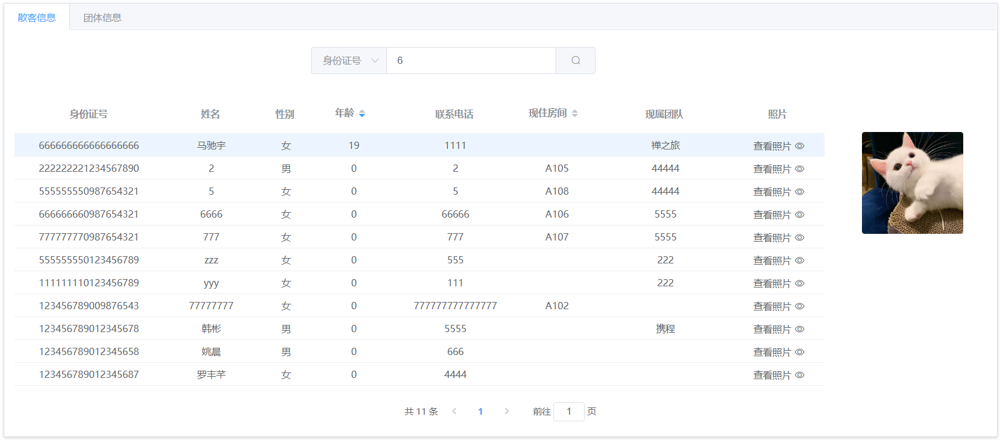 散客信息 团体信息
身份证号 6
身份证号 姓名 性别 年龄 联系电话 现住房间 现属团队 照片
666666666666666666 马驰宇 女 19 1111 禅之旅 查看照片
222222221234567890 2 男 0 2 A105 44444 查看照片
555555550987654321 5 女 0 5 A108 44444 查看照片
666666660987654321 6666 女 0 66666 A106 5555 查看照片
777777770987654321 777 女 0 777 A107 5555 查看照片
555555550123456789 zzz 女 0 555 222 查看照片
111111110123456789 yyy 女 0 111 222 查看照片
123456789009876543 77777777 女 0 777777777777777 A102 查看照片
123456789012345678 韩彬 男 0 5555 携程 查看照片
123456789012345658 姚晨 男 0 666 查看照片
123456789012345687 罗丰芊 女 0 4444 查看照片
共 11 条 1 前往 1 页